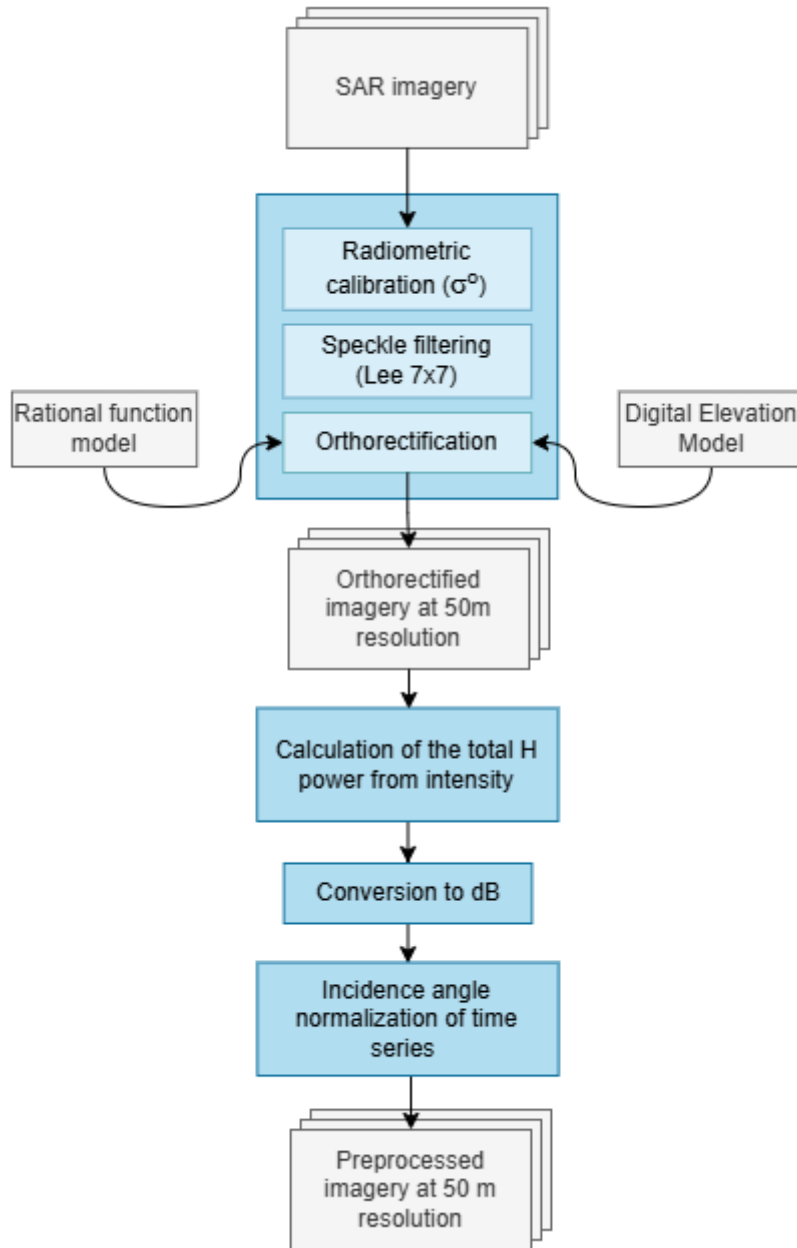 SAR imagery
Radiometric
calibration (σº)
Speckle filtering
(Lee 7x7)
Rational function
model
Orthorectification
Digital Elevation
Model
Orthorectified
imagery at 50m
resolution
Calculation of the total H
power from intensity
Conversion to dB
Incidence angle
normalization of time
series
Preprocessed
imagery at 50 m
resolution